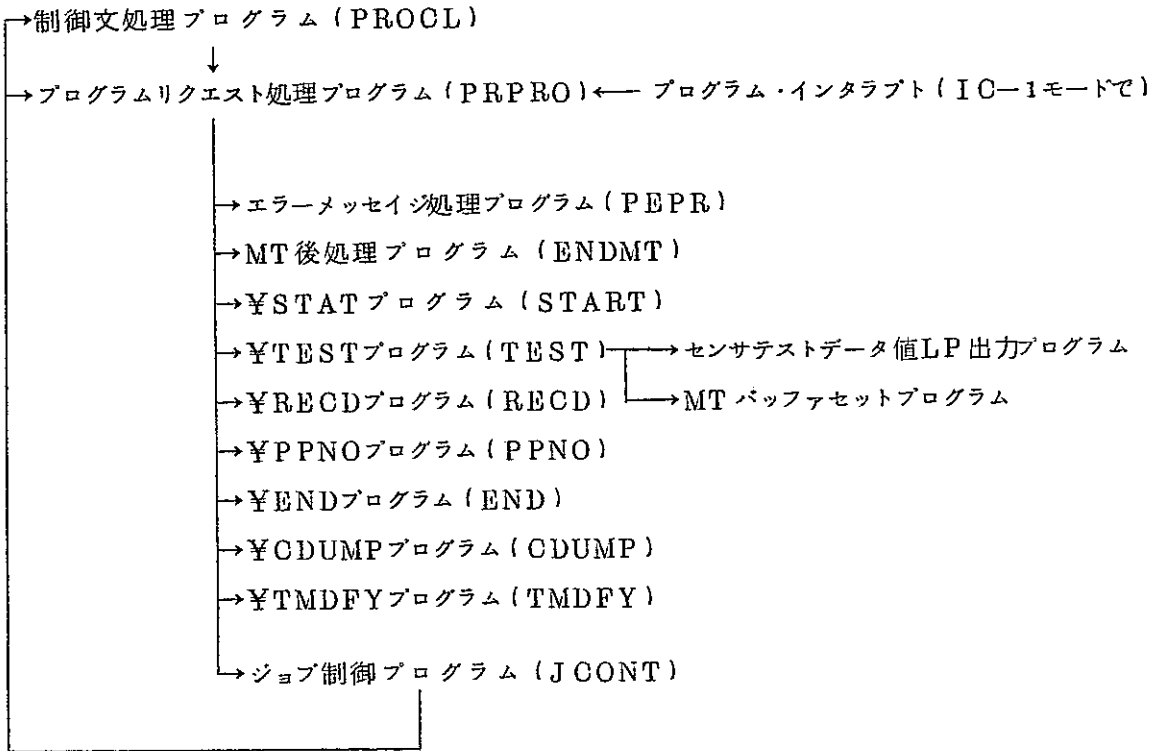 制御文処理プログラム(PROCL)
プログラムリクエスト処理プログラム(PRPRO)← プログラム・インタラプト(IC-1モードで)
エラーメッセイジ処理プログラム(PEPR)
MT後処理プログラム(ENDMT)
¥STATプログラム(START)
¥TESTプログラム(TEST)→センサテストデータ値LP出力プログラム
¥RECDプログラム(RECD)→MTバッファセットプログラム
¥PPNOプログラム(PPNO)
¥ENDプログラム(END)
¥CDUMPプログラム(CDUMP)
¥TMDFYプログラム(TMDFY)
ジョブ制御プログラム(JCONT)